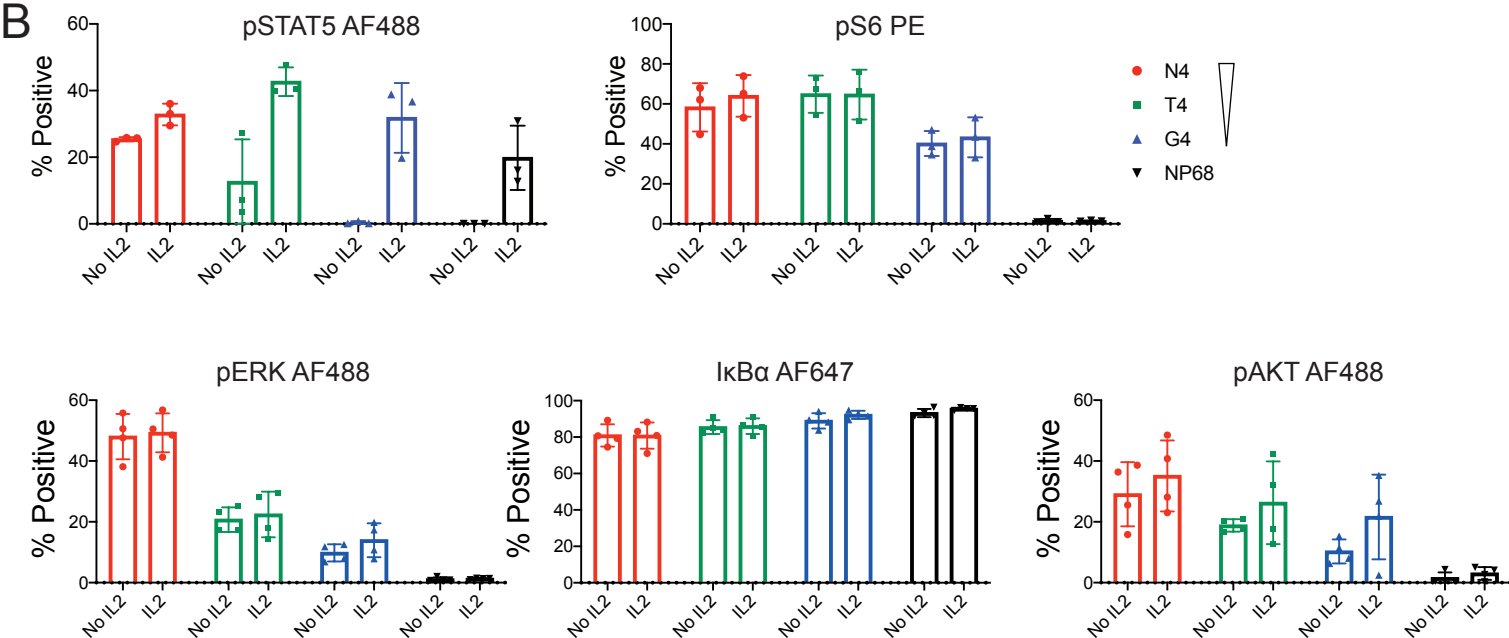 B
pSTAT5 AF488
% Positive
60
40
20
0
No IL2 IL2 No IL2 IL2 No IL2 IL2 No IL2 IL2
pS6 PE
% Positive
100
80
60
40
20
0
No IL2 IL2 No IL2 IL2 No IL2 IL2 No IL2 IL2
N4
T4
G4
NP68
pERK AF488
% Positive
60
40
20
0
No IL2 IL2 No IL2 IL2 No IL2 IL2 No IL2 IL2
IκBα AF647
% Positive
100
80
60
40
20
0
No IL2 IL2 No IL2 IL2 No IL2 IL2 No IL2 IL2
pAKT AF488
% Positive
60
40
20
0
No IL2 IL2 No IL2 IL2 No IL2 IL2 No IL2 IL2